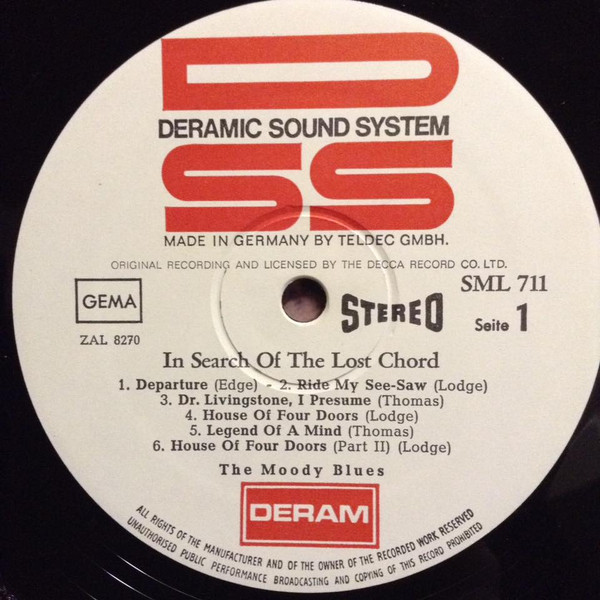 D
DERAMIC SOUND SYSTEM
SS
MADE IN GERMANY BY TELDEC GMBH.
ORIGINAL RECORDING AND LICENSED BY THE DECCA RECORD CO. LTD.
GEMA
STEREO
SML 711
ZAL 8270
Seite 1
In Search Of The Lost Chord
1. Departure (Edge) - 2. Ride My See-Saw (Lodge)
3. Dr. Livingstone, I Presume (Thomas)
4. House Of Four Doors (Lodge)
5. Legend Of A Mind (Thomas)
6. House Of Four Doors (Part II) (Lodge)
The Moody Blues
DERAM
ALL RIGHTS OF THE MANUFACTURER AND OF THE OWNER OF THE RECORDED WORK RESERVED
UNAUTHORISED PUBLIC PERFORMANCE BROADCASTING AND COPYING OF THIS RECORD PROHIBITED